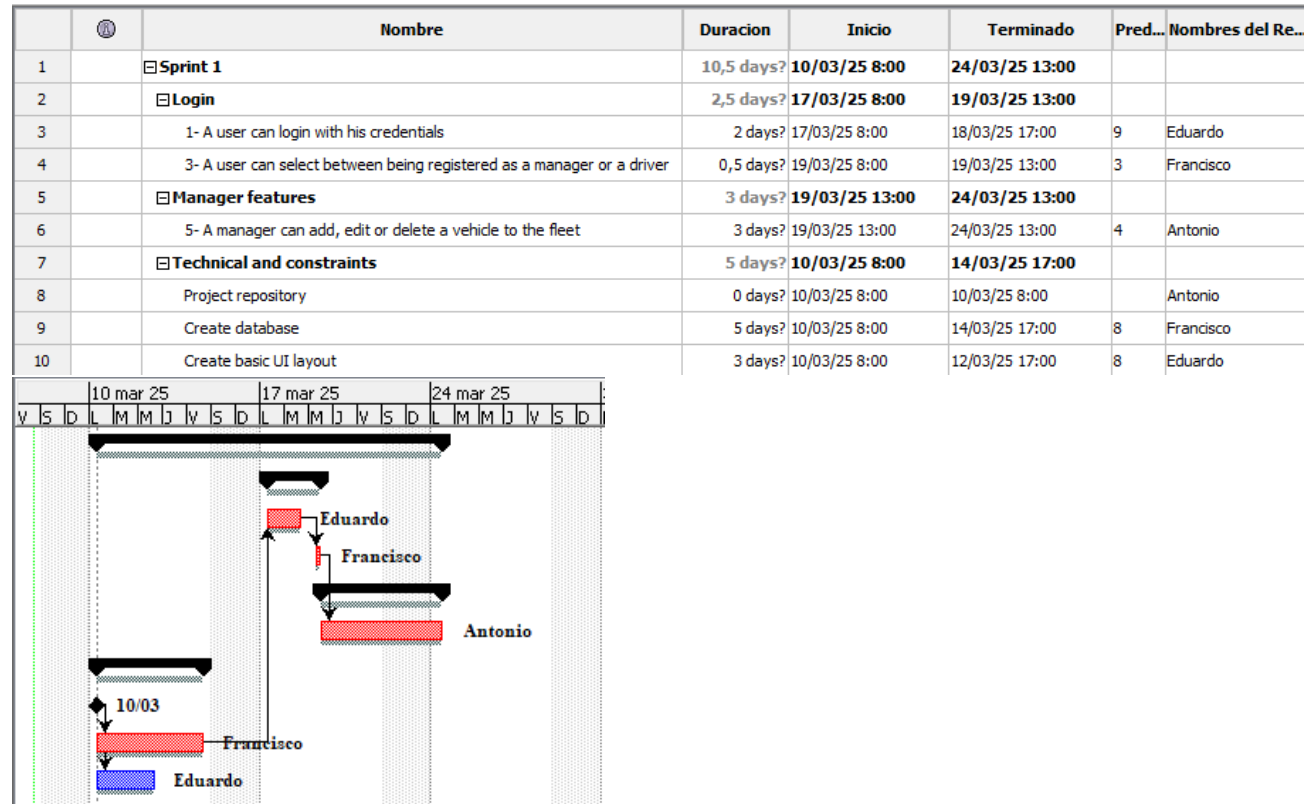 Nombre Duracion Inicio Terminado Pred... Nombres del Re...
1 Sprint 1 10,5 days? 10/03/25 8:00 24/03/25 13:00
2 Login 2,5 days? 17/03/25 8:00 19/03/25 13:00
3 1- A user can login with his credentials 2 days? 17/03/25 8:00 18/03/25 17:00 9 Eduardo
4 3- A user can select between being registered as a manager or a driver 0,5 days? 19/03/25 8:00 19/03/25 13:00 3 Francisco
5 Manager features 3 days? 19/03/25 13:00 24/03/25 13:00
6 5- A manager can add, edit or delete a vehicle to the fleet 3 days? 19/03/25 13:00 24/03/25 13:00 4 Antonio
7 Technical and constraints 5 days? 10/03/25 8:00 14/03/25 17:00
8 Project repository 0 days? 10/03/25 8:00 10/03/25 8:00 Antonio
9 Create database 5 days? 10/03/25 8:00 14/03/25 17:00 8 Francisco
10 Create basic UI layout 3 days? 10/03/25 8:00 12/03/25 17:00 8 Eduardo
10 mar 25 17 mar 25 24 mar 25
V S D L M M J V S D L M M J V S D L M M J V S D
Eduardo
Francisco
Antonio
10/03
Francisco
Eduardo